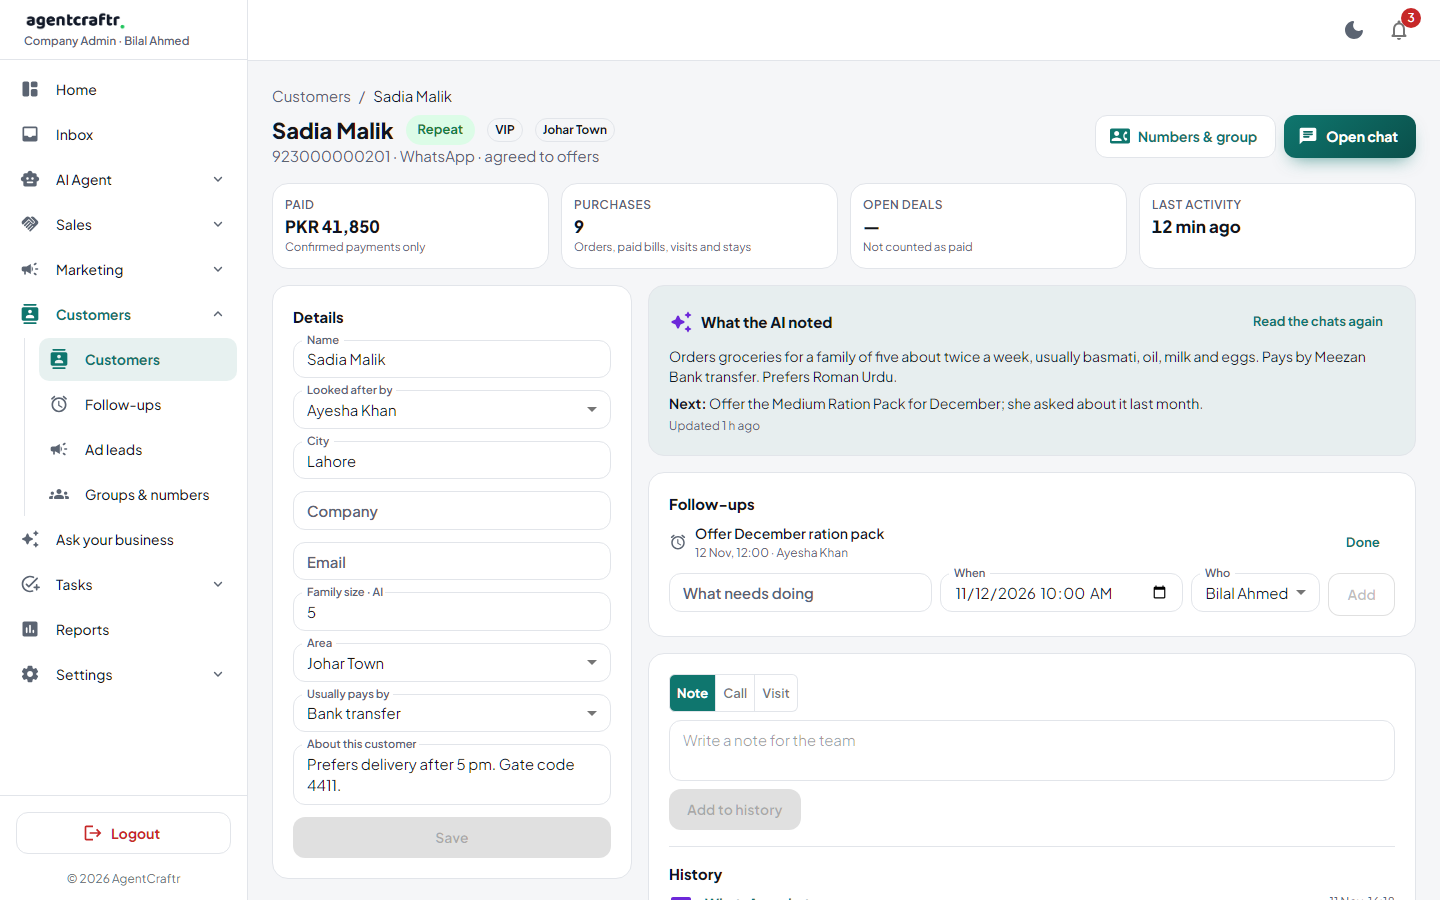 agentcraftr.
Company Admin · Bilal Ahmed
Home
Inbox
AI Agent
Sales
Marketing
Customers
Customers
Follow-ups
Ad leads
Groups & numbers
Ask your business
Tasks
Reports
Settings
Logout
© 2026 AgentCraftr
3
Customers / Sadia Malik
Sadia Malik Repeat VIP Johar Town
923000000201 · WhatsApp · agreed to offers
Numbers & group
Open chat
PAID
PKR 41,850
Confirmed payments only
PURCHASES
9
Orders, paid bills, visits and stays
OPEN DEALS
—
Not counted as paid
LAST ACTIVITY
12 min ago
Details
Name
Sadia Malik
Looked after by
Ayesha Khan
City
Lahore
Company
Email
Family size · AI
5
Area
Johar Town
Usually pays by
Bank transfer
About this customer
Prefers delivery after 5 pm. Gate code
4411.
Save
What the AI noted
Read the chats again
Orders groceries for a family of five about twice a week, usually basmati, oil, milk and eggs. Pays by Meezan
Bank transfer. Prefers Roman Urdu.
Next: Offer the Medium Ration Pack for December; she asked about it last month.
Updated 1 h ago
Follow-ups
Offer December ration pack
12 Nov, 12:00 · Ayesha Khan
Done
What needs doing
When
11/12/2026 10:00 AM
Who
Bilal Ahmed
Add
Note Call Visit
Write a note for the team
Add to history
History